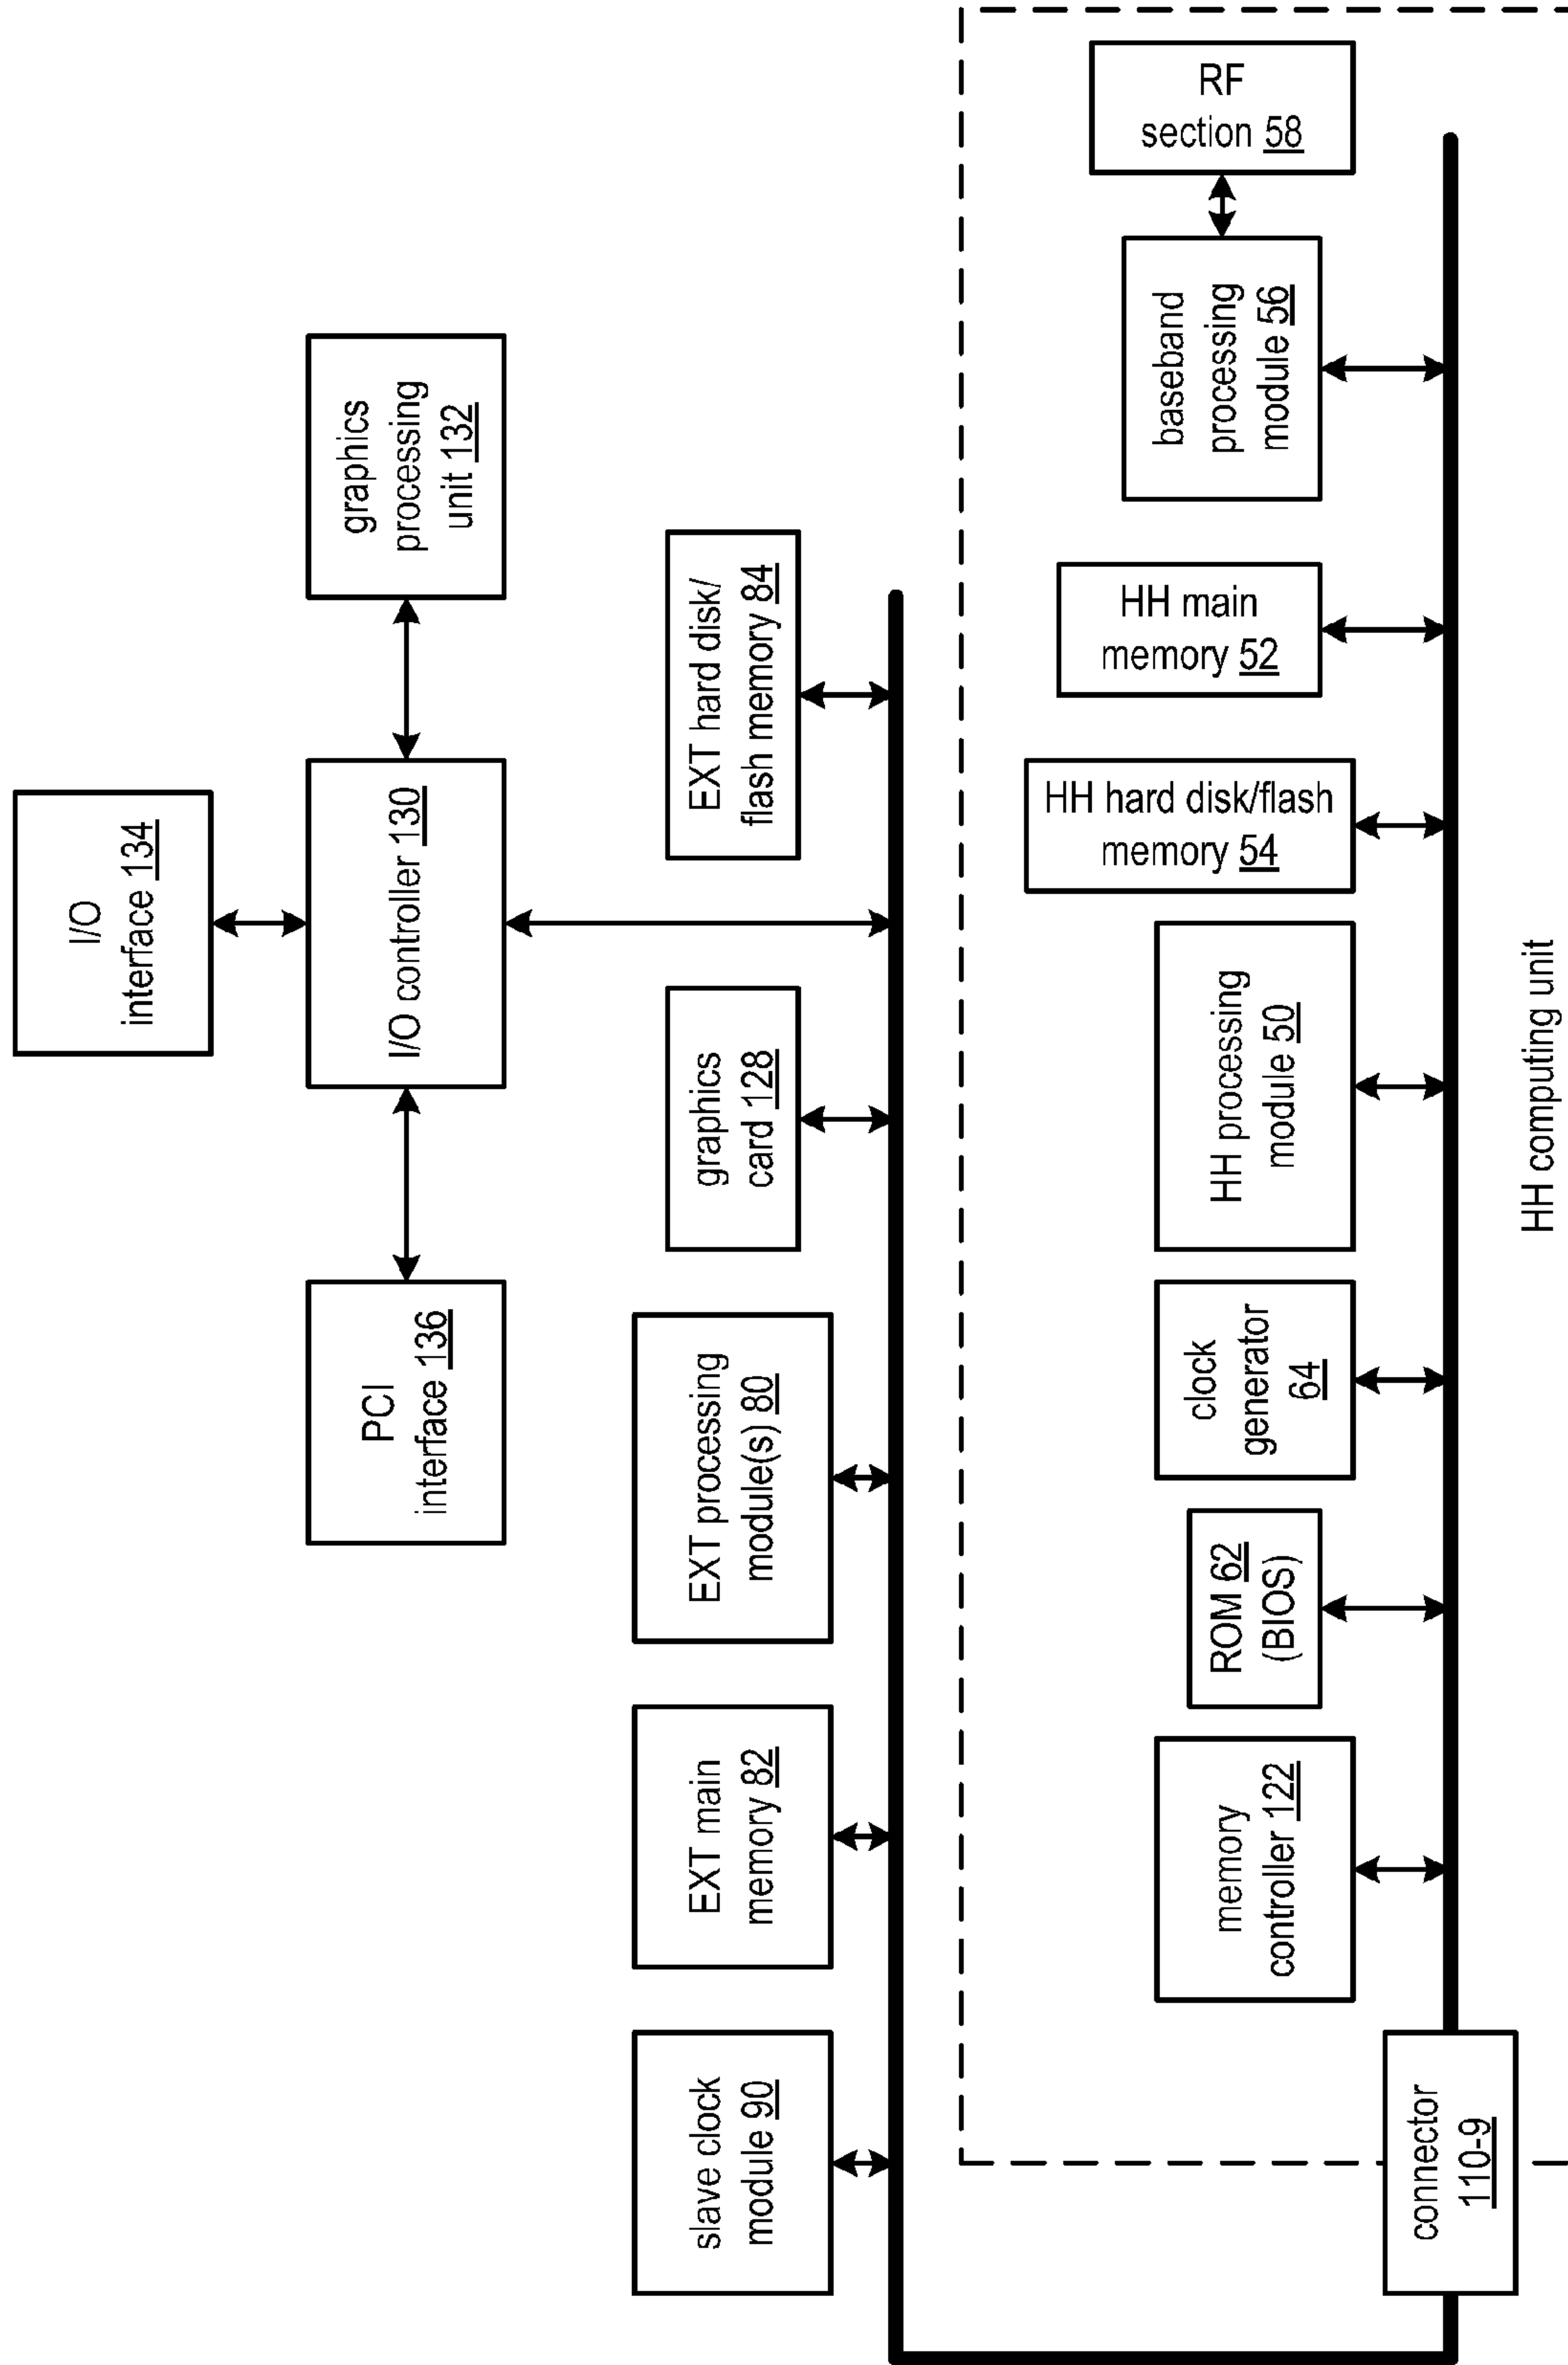 I/O
interface 134
PCI
interface 136
I/O controller 130
graphics
processing
unit 132
slave clock
module 90
EXT main
memory 82
EXT processing
module(s) 80
graphics
card 128
EXT hard disk/
flash memory 84
connector
110-9
memory
controller 122
ROM 62
(BIOS)
clock
generator
64
HH processing
module 50
HH hard disk/flash
memory 54
HH main
memory 52
baseband
processing
module 56
RF
section 58
HH computing unit